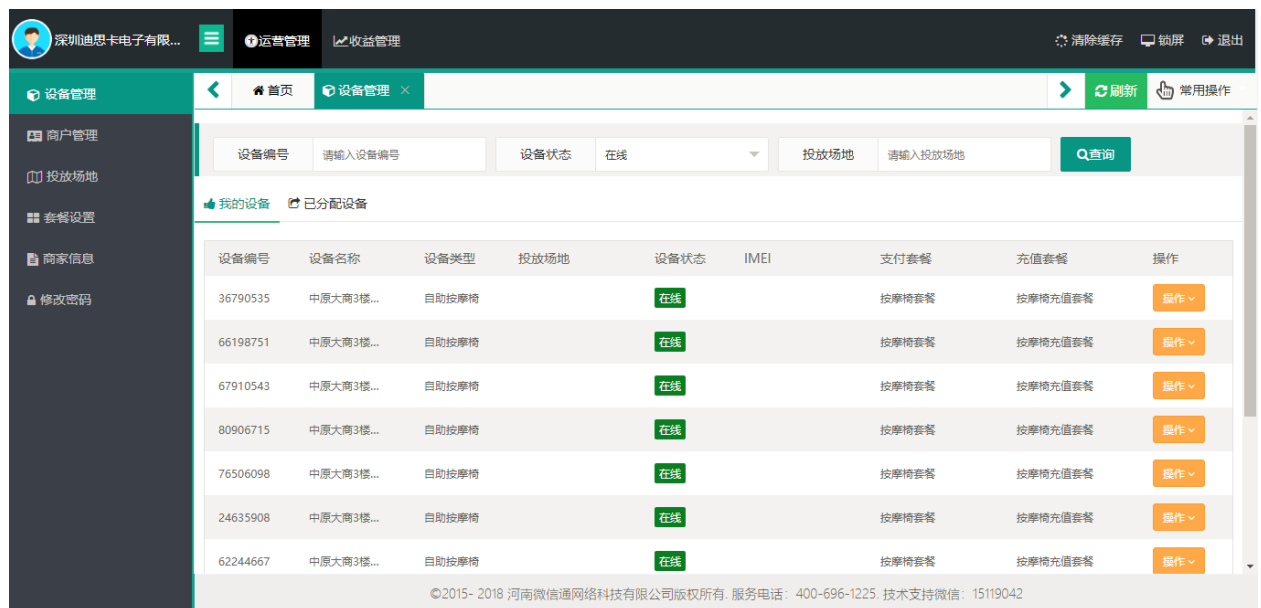 深圳迪思卡电子有限... 运营管理 收益管理 清除缓存 锁屏 退出
设备管理 首页 设备管理 刷新 常用操作
商户管理
投放场地
套餐设置
商家信息
修改密码
设备编号 请输入设备编号 设备状态 在线 投放场地 请输入投放场地 查询
我的设备 已分配设备
设备编号 设备名称 设备类型 投放场地 设备状态 IMEI 支付套餐 充值套餐 操作
36790535 中原大商3楼... 自助按摩椅 在线 按摩椅套餐 按摩椅充值套餐 操作
66198751 中原大商3楼... 自助按摩椅 在线 按摩椅套餐 按摩椅充值套餐 操作
67910543 中原大商3楼... 自助按摩椅 在线 按摩椅套餐 按摩椅充值套餐 操作
80906715 中原大商3楼... 自助按摩椅 在线 按摩椅套餐 按摩椅充值套餐 操作
76506098 中原大商3楼... 自助按摩椅 在线 按摩椅套餐 按摩椅充值套餐 操作
24635908 中原大商3楼... 自助按摩椅 在线 按摩椅套餐 按摩椅充值套餐 操作
62244667 中原大商3楼... 自助按摩椅 在线 按摩椅套餐 按摩椅充值套餐 操作
©2015- 2018 河南微信通网络科技有限公司版权所有. 服务电话：400-696-1225. 技术支持微信：15119042